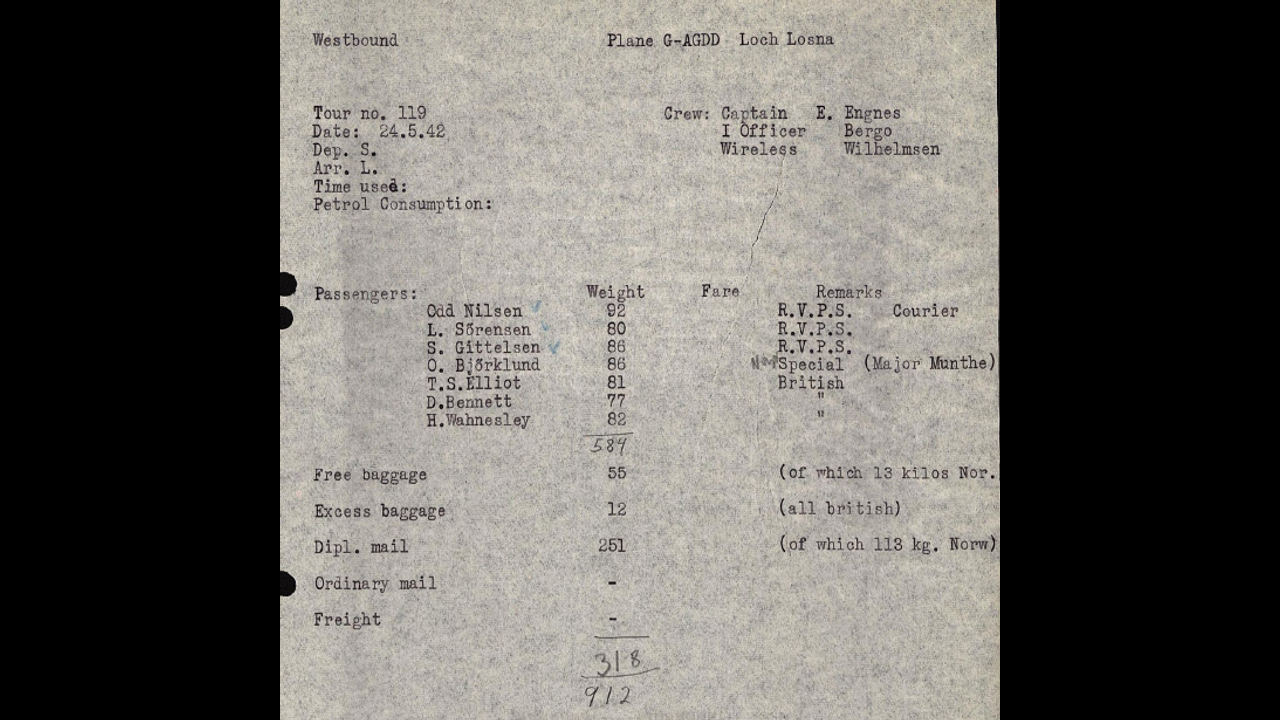 Westbound Plane G-AGDD Loch Losna
Tour no. 119 Crew: Captain E. Engnes
Date: 24.5.42 I Officer Bergo
Dep. S. Wireless Wilhelmsen
Arr. L.
Time used:
Petrol Consumption:
Passengers: Weight Fare Remarks
Odd Nilsen 92 R.V.P.S. Courier
L. Sörensen 80 R.V.P.S.
S. Gittelsen 86 R.V.P.S.
O. Björklund 86 Special (Major Munthe)
T.S.Elliot 81 British
D.Bennett 77 "
H.Wahnesley 82 "
584
Free baggage 55 (of which 13 kilos Nor.
Excess baggage 12 (all british)
Dipl. mail 251 (of which 113 kg. Norw)
Ordinary mail -
Freight -
318
912